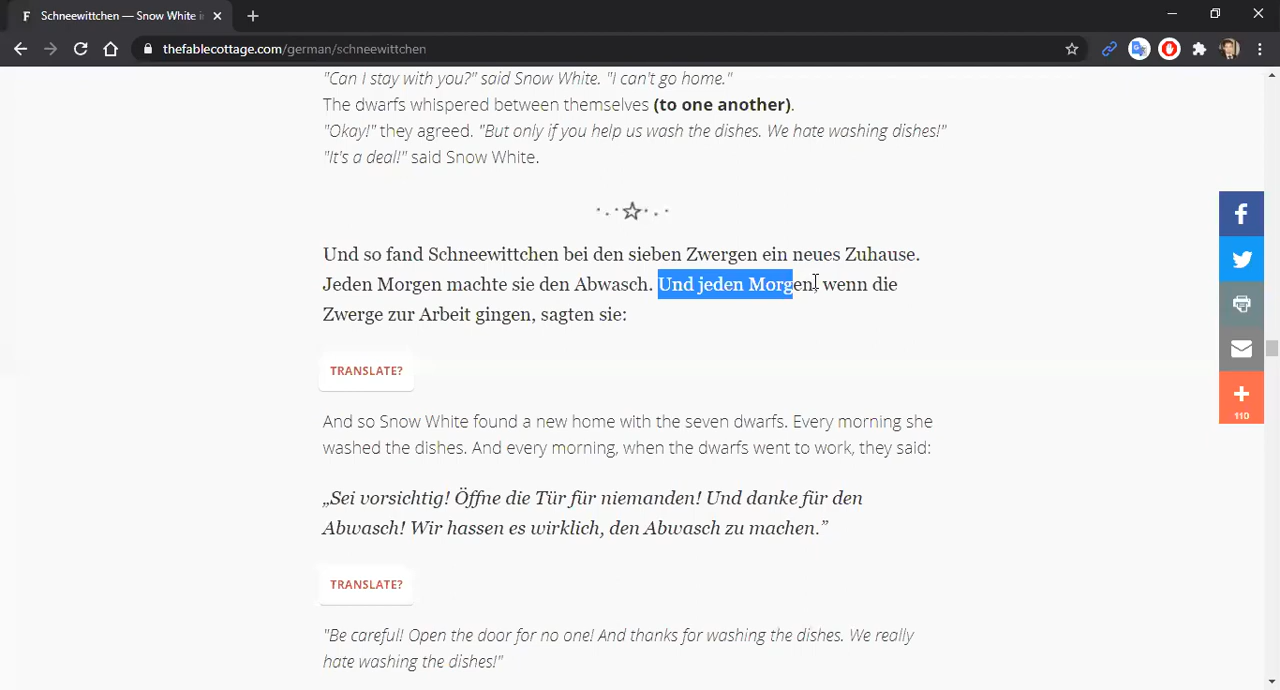 F Schneewittchen — Snow White i
thefablecottage.com/german/schneewittchen
"Can I stay with you?" said Snow White. "I can't go home."
The dwarfs whispered between themselves (to one another).
"Okay!" they agreed. "But only if you help us wash the dishes. We hate washing dishes!"
"It's a deal!" said Snow White.
Und so fand Schneewittchen bei den sieben Zwergen ein neues Zuhause.
Jeden Morgen machte sie den Abwasch. Und jeden Morgen, wenn die
Zwerge zur Arbeit gingen, sagten sie:
TRANSLATE?
And so Snow White found a new home with the seven dwarfs. Every morning she
washed the dishes. And every morning, when the dwarfs went to work, they said:
„Sei vorsichtig! Öffne die Tür für niemanden! Und danke für den
Abwasch! Wir hassen es wirklich, den Abwasch zu machen.”
TRANSLATE?
"Be careful! Open the door for no one! And thanks for washing the dishes. We really
hate washing the dishes!"
110